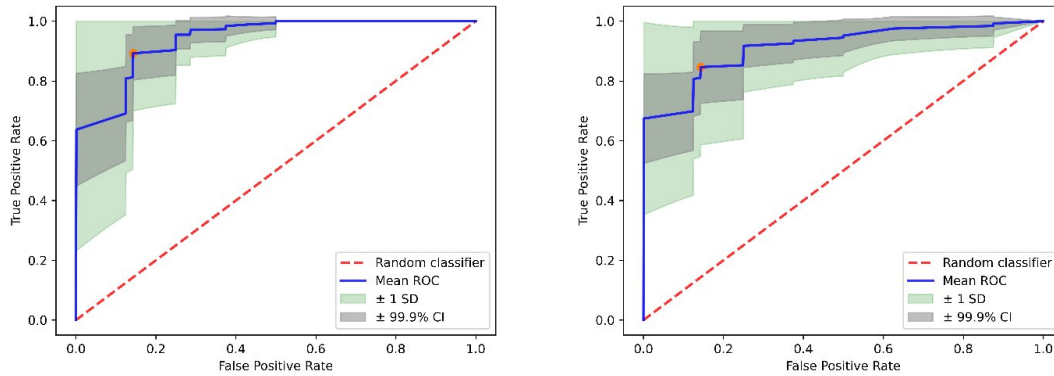 1.0
0.8
0.6
0.4
0.2
0.0
True Positive Rate
0.0 0.2 0.4 0.6 0.8 1.0
False Positive Rate
Random classifier
Mean ROC
± 1 SD
± 99.9% CI
1.0
0.8
0.6
0.4
0.2
0.0
True Positive Rate
0.0 0.2 0.4 0.6 0.8 1.0
False Positive Rate
Random classifier
Mean ROC
± 1 SD
± 99.9% CI